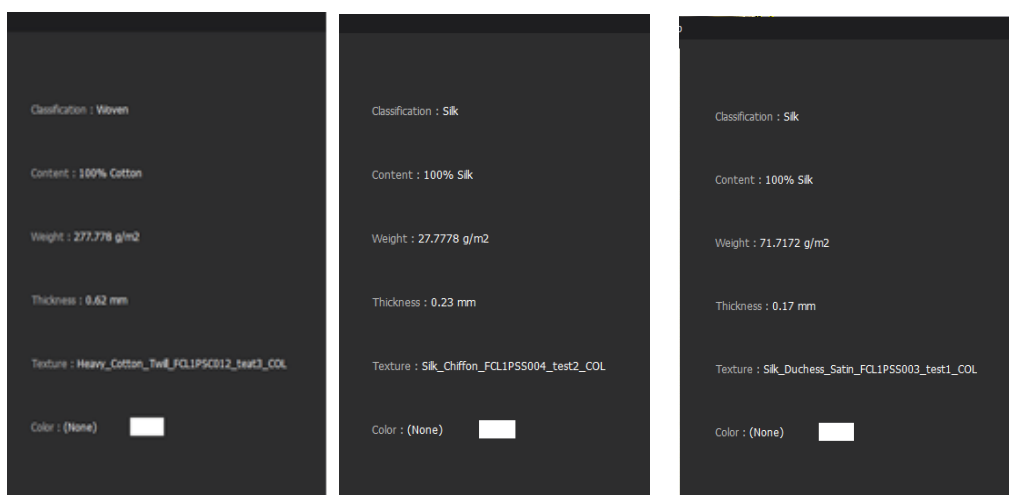 Classification : Woven
Content : 100% Cotton
Weight : 277.778 g/m2
Thickness : 0.62 mm
Texture : Heavy_Cotton_Twill_FCL1PSC012_teat3_COL
Color : (None)
Classification : Silk
Content : 100% Silk
Weight : 27.7778 g/m2
Thickness : 0.23 mm
Texture : Silk_Chiffon_FCL1PSS004_test2_COL
Color : (None)
Classification : Silk
Content : 100% Silk
Weight : 71.7172 g/m2
Thickness : 0.17 mm
Texture : Silk_Duchess_Satin_FCL1PSS003_test1_COL
Color : (None)